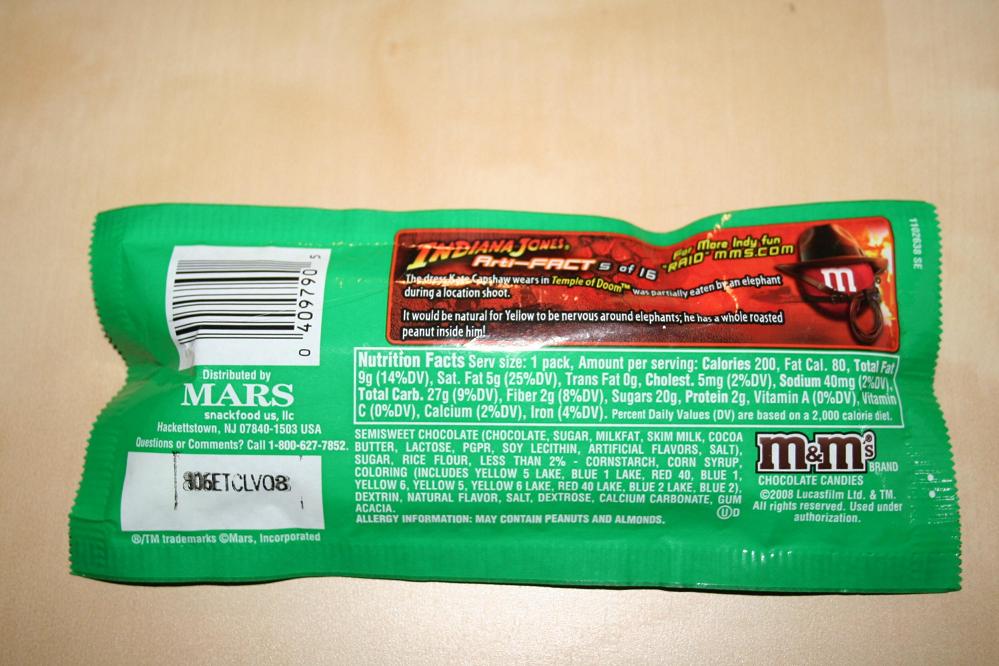 0 409790 5
Distributed by
MARS
snackfood us, llc
Hackettstown, NJ 07840-1503 USA
Questions or Comments? Call 1-800-627-7852.
806ETCLV08
®/TM trademarks ©Mars, Incorporated
INDIANA JONES®
Arti-FACT 5 of 16
For More Indy fun
"RAID" MMS.COM
The dress Kate Capshaw wears in Temple of Doom™ was partially eaten by an elephant
during a location shoot.
It would be natural for Yellow to be nervous around elephants; he has a whole roasted
peanut inside him!
m
1102638 SE
Nutrition Facts Serv size: 1 pack, Amount per serving: Calories 200, Fat Cal. 80, Total Fat
9g (14%DV), Sat. Fat 5g (25%DV), Trans Fat 0g, Cholest. 5mg (2%DV), Sodium 40mg (2%DV),
Total Carb. 27g (9%DV), Fiber 2g (8%DV), Sugars 20g, Protein 2g, Vitamin A (0%DV), Vitamin
C (0%DV), Calcium (2%DV), Iron (4%DV). Percent Daily Values (DV) are based on a 2,000 calorie diet.
SEMISWEET CHOCOLATE (CHOCOLATE, SUGAR, MILKFAT, SKIM MILK, COCOA
BUTTER, LACTOSE, PGPR, SOY LECITHIN, ARTIFICIAL FLAVORS, SALT),
SUGAR, RICE FLOUR, LESS THAN 2% - CORNSTARCH, CORN SYRUP,
COLORING (INCLUDES YELLOW 5 LAKE, BLUE 1 LAKE, RED 40, BLUE 1,
YELLOW 6, YELLOW 5, YELLOW 6 LAKE, RED 40 LAKE, BLUE 2 LAKE, BLUE 2),
DEXTRIN, NATURAL FLAVOR, SALT, DEXTROSE, CALCIUM CARBONATE, GUM
ACACIA.
ALLERGY INFORMATION: MAY CONTAIN PEANUTS AND ALMONDS.
m&m's®
BRAND
CHOCOLATE CANDIES
©2008 Lucasfilm Ltd. & TM.
All rights reserved. Used under
authorization.
Ⓤ D